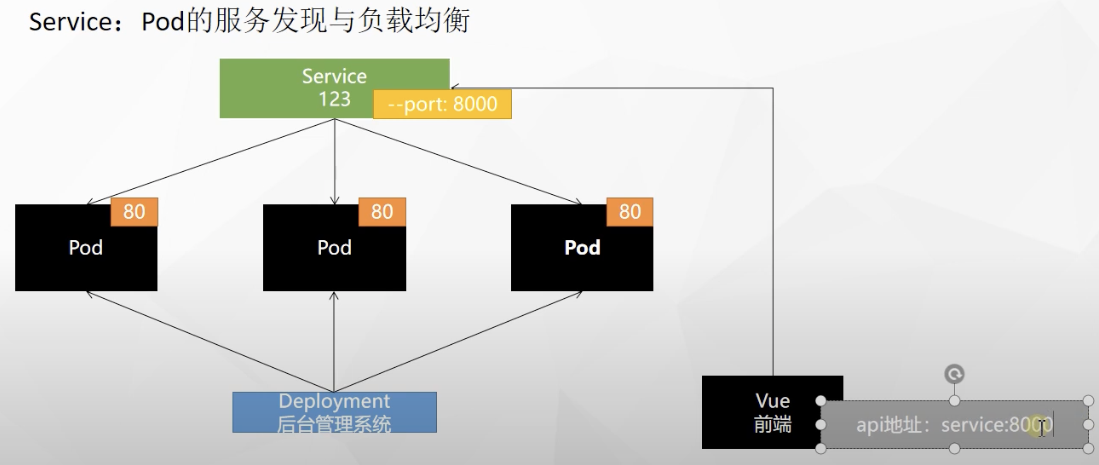 Service：Pod的服务发现与负载均衡
Service
123
--port: 8000
80
Pod
80
Pod
80
Pod
Deployment
后台管理系统
Vue
前端
api地址：service:8000